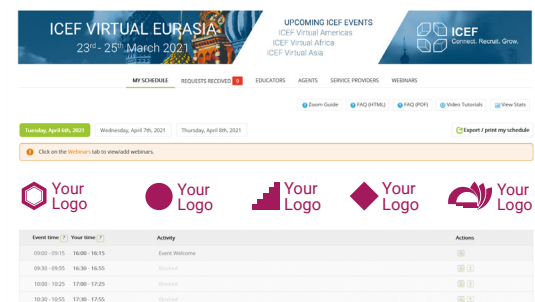 ICEF VIRTUAL EURASIA
23rd - 25th March 2021
UPCOMING ICEF EVENTS
ICEF Virtual Americas
ICEF Virtual Africa
ICEF Virtual Asia
ICEF
Connect. Recruit. Grow.
MY SCHEDULE REQUESTS RECEIVED 9 EDUCATORS AGENTS SERVICE PROVIDERS WEBINARS
Zoom Guide FAQ (HTML) FAQ (PDF) Video Tutorials View Stats
Tuesday, April 6th, 2021 Wednesday, April 7th, 2021 Thursday, April 8th, 2021 Export / print my schedule
Click on the Webinars tab to view/add webinars.
Your Logo
Your Logo
Your Logo
Your Logo
Your Logo
Event time ? Your time ? Activity Actions
09:00 - 09:15 16:00 - 16:15 Event Welcome
09:30 - 09:55 16:30 - 16:55 Blocked
10:00 - 10:25 17:00 - 17:25 Blocked
10:30 - 10:55 17:30 - 17:55 Blocked